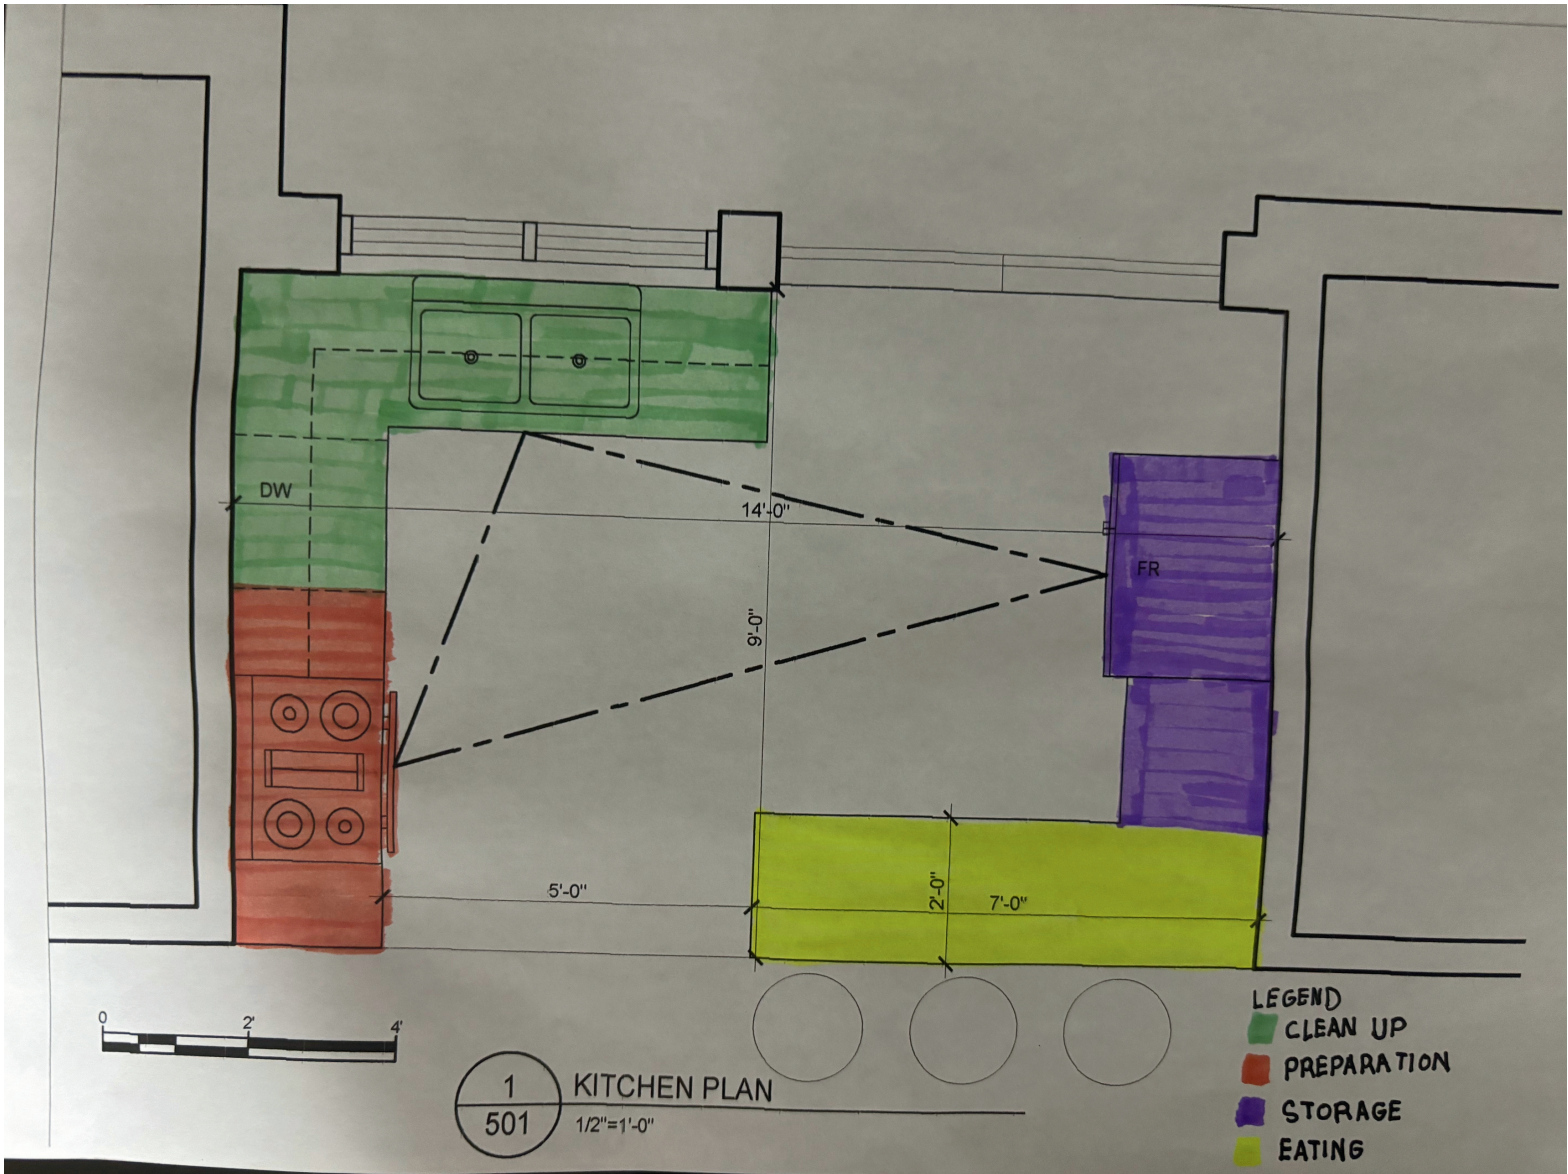 DW
14'-0"
FR
9'-0"
5'-0"
2'-0"
7'-0"
0 2' 4'
1
501
KITCHEN PLAN
1/2"=1'-0"
LEGEND
CLEAN UP
PREPARATION
STORAGE
EATING